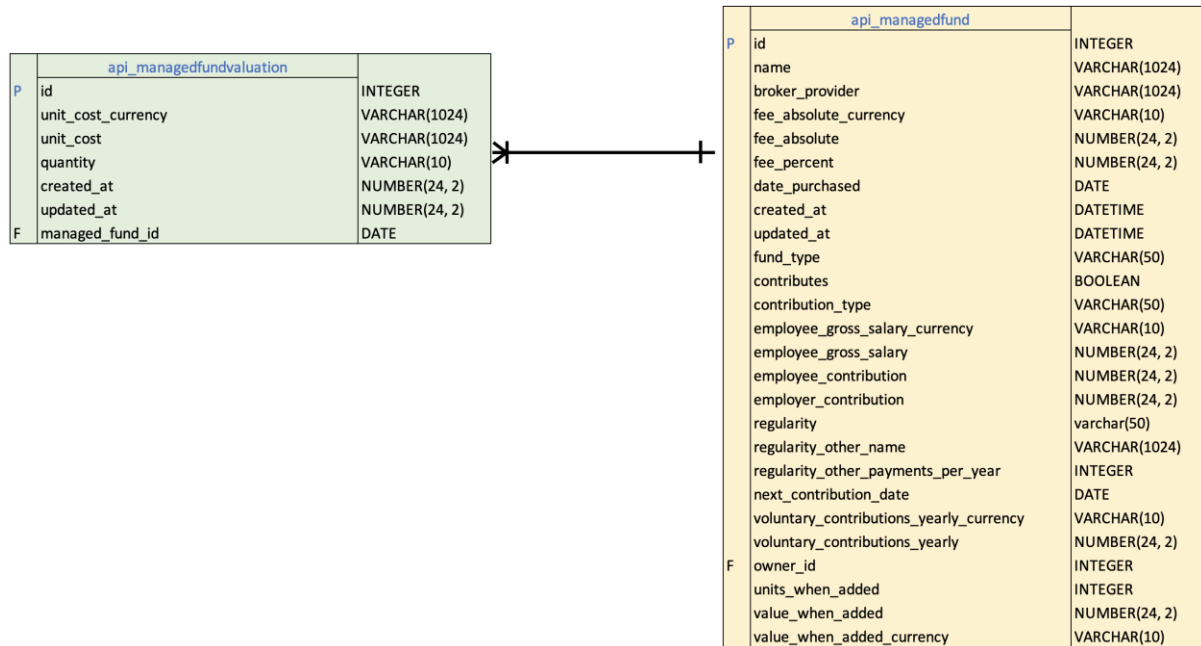 api_managedfundvaluation
P id INTEGER
unit_cost_currency VARCHAR(1024)
unit_cost VARCHAR(1024)
quantity VARCHAR(10)
created_at NUMBER(24, 2)
updated_at NUMBER(24, 2)
F managed_fund_id DATE
api_managedfund
P id INTEGER
name VARCHAR(1024)
broker_provider VARCHAR(1024)
fee_absolute_currency VARCHAR(10)
fee_absolute NUMBER(24, 2)
fee_percent NUMBER(24, 2)
date_purchased DATE
created_at DATETIME
updated_at DATETIME
fund_type VARCHAR(50)
contributes BOOLEAN
contribution_type VARCHAR(50)
employee_gross_salary_currency VARCHAR(10)
employee_gross_salary NUMBER(24, 2)
employee_contribution NUMBER(24, 2)
employer_contribution NUMBER(24, 2)
regularity varchar(50)
regularity_other_name VARCHAR(1024)
regularity_other_payments_per_year INTEGER
next_contribution_date DATE
voluntary_contributions_yearly_currency VARCHAR(10)
voluntary_contributions_yearly NUMBER(24, 2)
F owner_id INTEGER
units_when_added INTEGER
value_when_added NUMBER(24, 2)
value_when_added_currency VARCHAR(10)